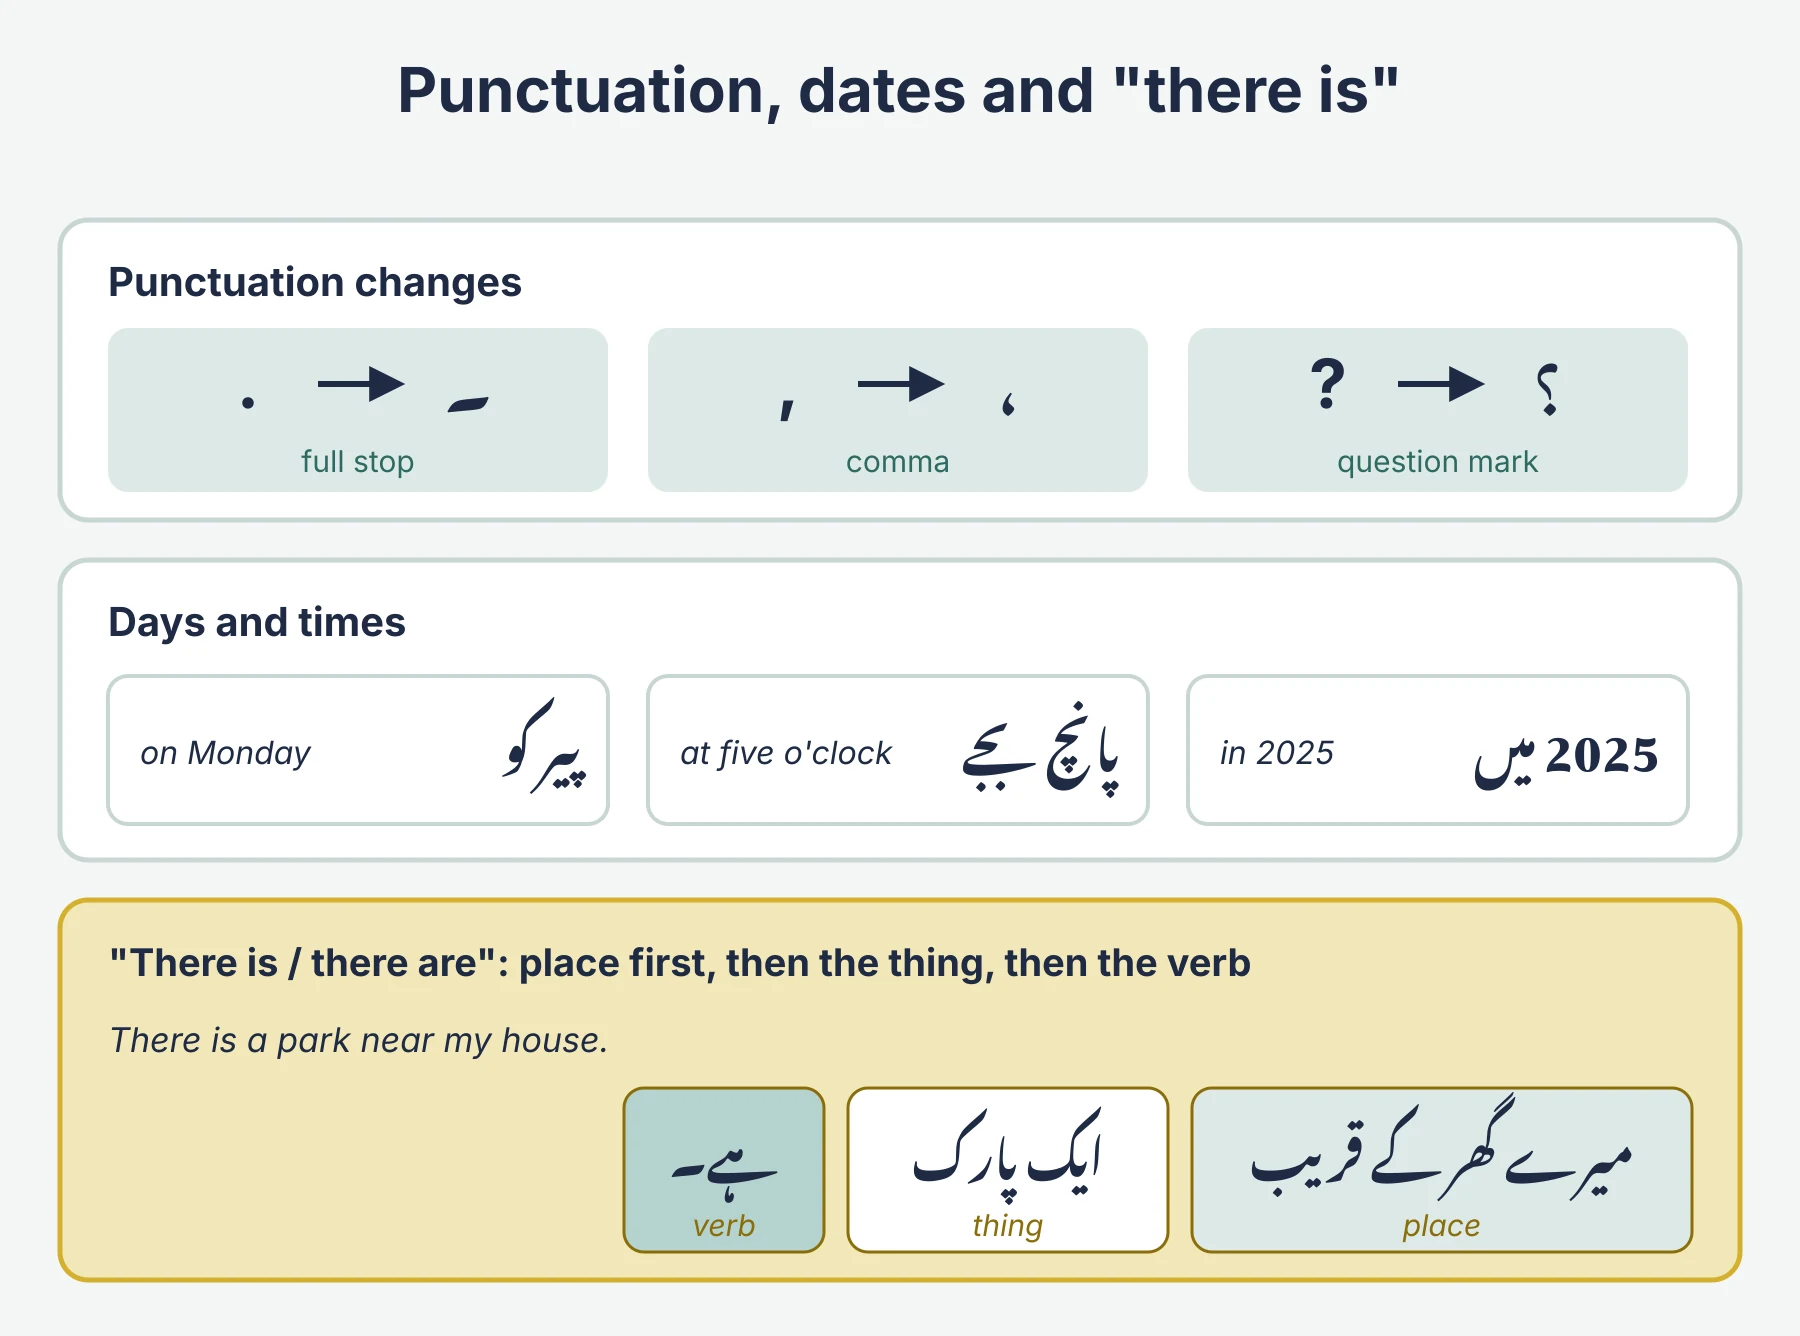 Punctuation, dates and "there is"
Punctuation changes
. → ۔
full stop
, → ،
comma
? → ؟
question mark
Days and times
on Monday پیر کو
at five o'clock پانچ بجے
in 2025 2025 میں
"There is / there are": place first, then the thing, then the verb
There is a park near my house.
میرے گھر کے قریب
place
ایک پارک
thing
ہے۔
verb